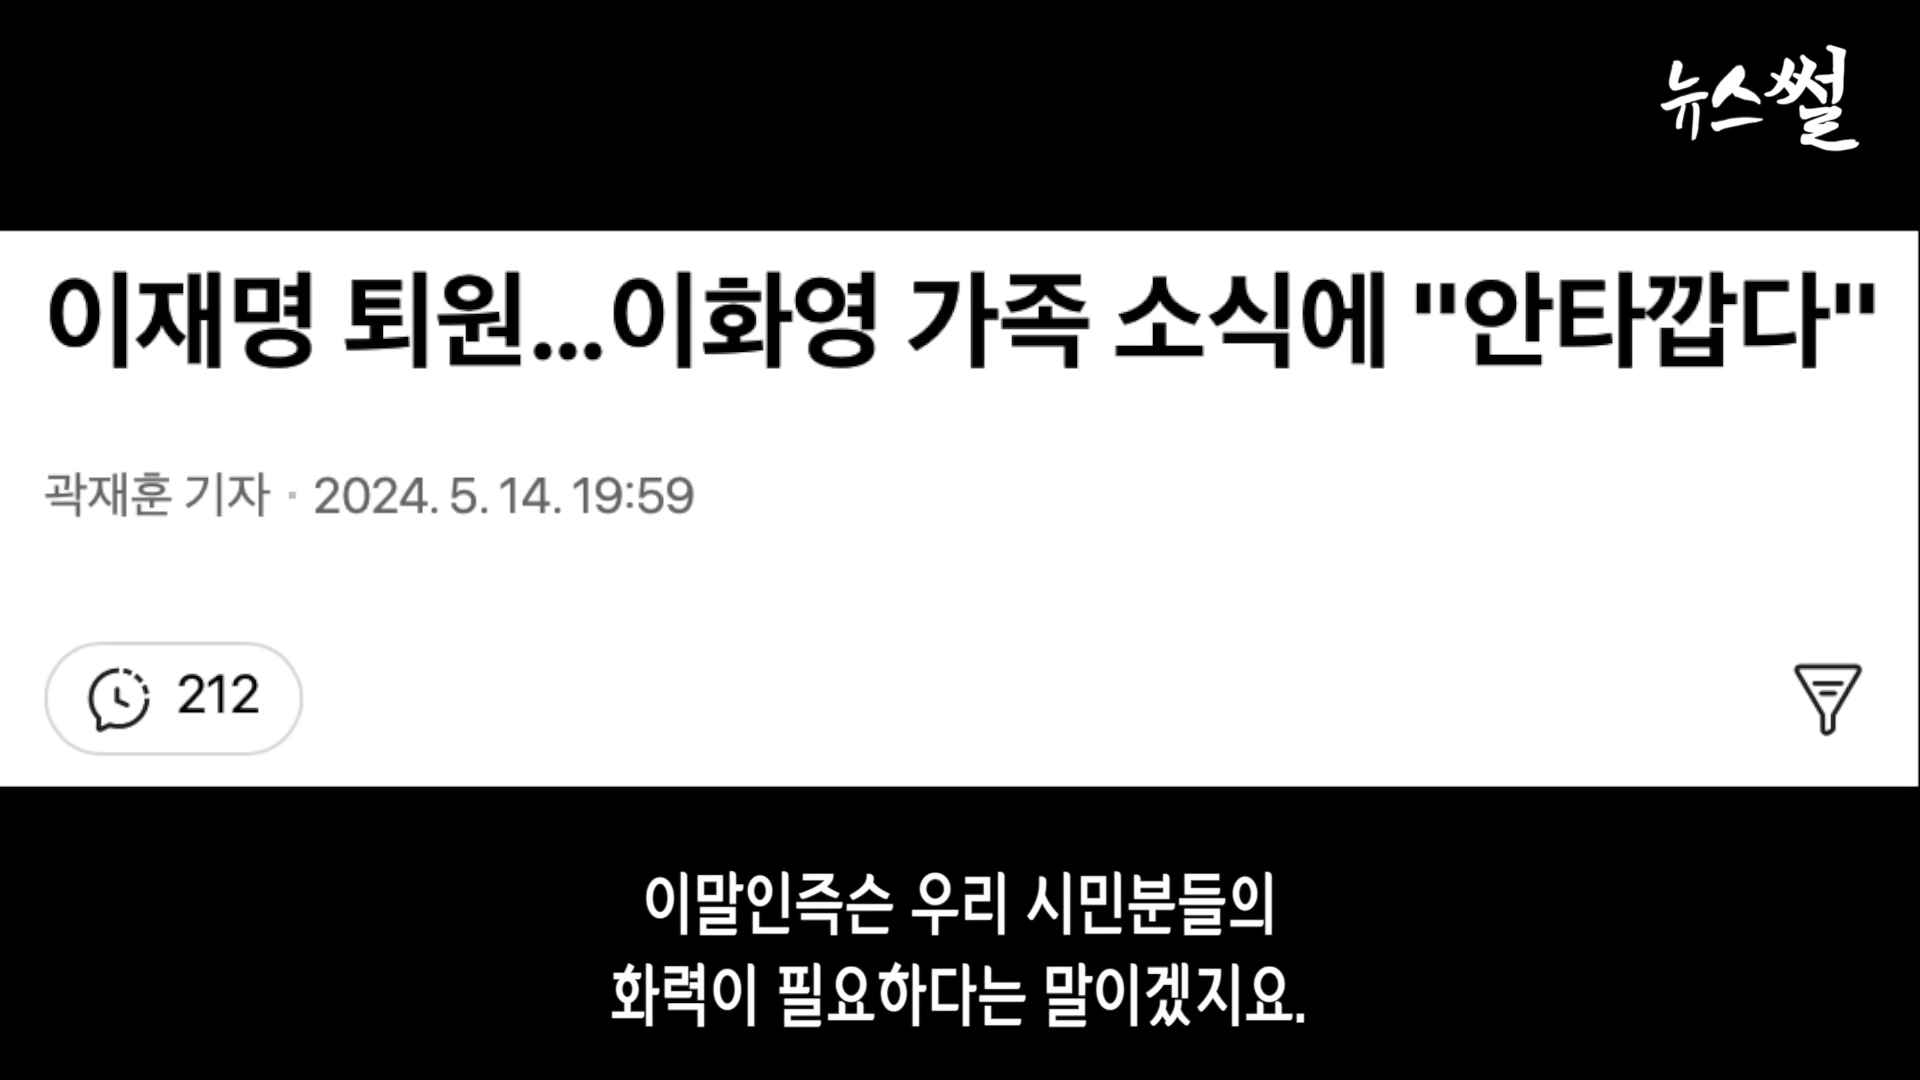 뉴스썰
이재명 퇴원...이화영 가족 소식에 "안타깝다"
곽재훈 기자 · 2024. 5. 14. 19:59
212
이말인즉슨 우리 시민분들의
화력이 필요하다는 말이겠지요.